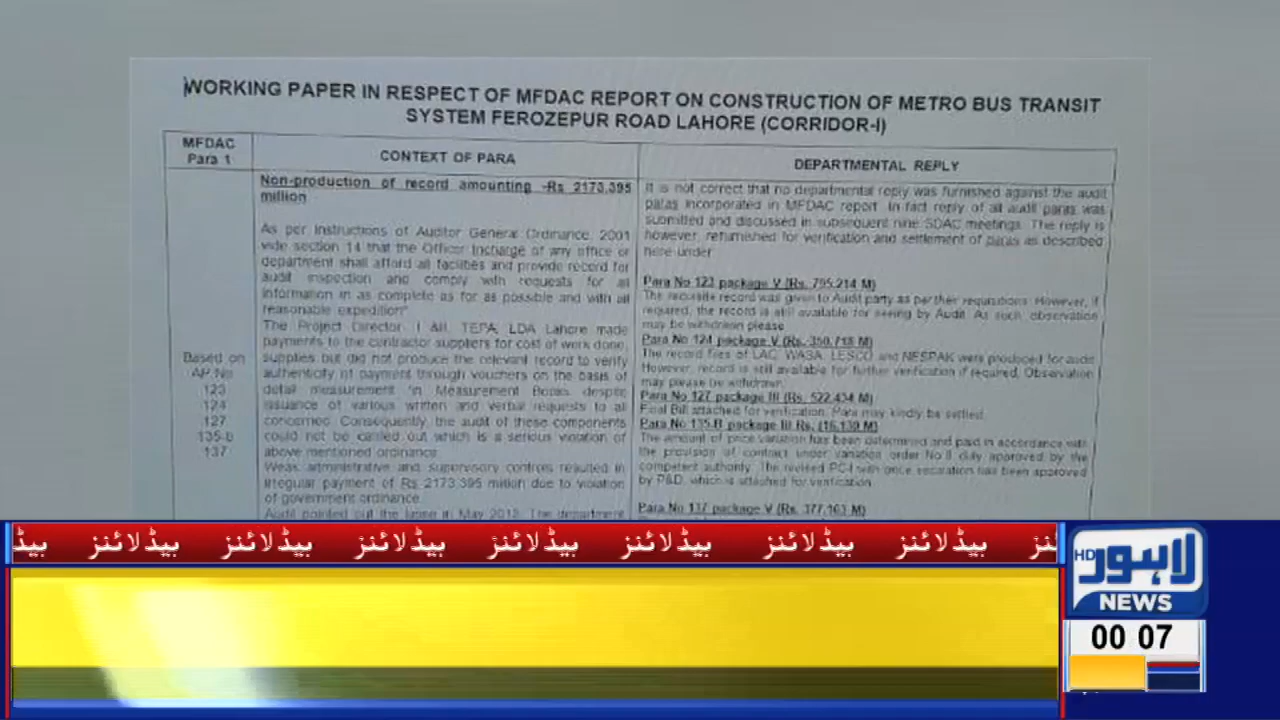 WORKING PAPER IN RESPECT OF MFDAC REPORT ON CONSTRUCTION OF METRO BUS TRANSIT
SYSTEM FEROZEPUR ROAD LAHORE (CORRIDOR-I)
MFDAC
Para 1
CONTEXT OF PARA
DEPARTMENTAL REPLY
Based on
AP.No
123
124
127
135-b
137
Non-production of record amounting -Rs 2173.395
million
As per Instructions of Auditor General Ordinance, 2001
vide section 14 that the Officer Incharge of any office or
department shall afford all facilities and provide record for
audit inspection and comply with requests for all
information in as complete as for as possible and with all
reasonable expedition"
The Project Director- I All, TEPA, LDA Lahore made
payments to the contractor suppliers for cost of work done,
supplies but did not produce the relevant record to verify
authenticity of payment through vouchers on the basis of
detail measurement in Measurement Books despite
issuance of various written and verbal requests to all
concerned. Consequently, the audit of these components
could not be carried out which is a serious violation of
above mentioned ordinance.
Weak administrative and supervisory controls resulted in
irregular payment of Rs 2173.395 million due to violation
of government ordinance.
Audit pointed out the lapse in May 2013. The department
It is not correct that no departmental reply was furnished against the audit
paras incorporated in MFDAC report. In fact reply of all audit paras was
submitted and discussed in subsequent nine SDAC meetings. The reply is
however, refurnished for verification and settlement of paras as described
here under
Para No 123 package V (Rs. 795.214 M)
The requisite record was given to Audit party as per their requisitions. However, if
required, the record is still available for seeing by Audit. As such, observation
may be withdrawn please
Para No 124 package V (Rs. 350.718 M)
The record files of LAC, WASA, LESCO and NESPAK were produced for audit
However, record is still available for further verification if required. Observation
may please be withdrawn.
Para No 127 package III (Rs. 522.434 M)
Final Bill attached for verification. Para may kindly be settled.
Para No 135-B package III Rs, (16.130 M)
The amount of price variation has been determined and paid in accordance with
the provision of contract under variation order No.II duly approved by the
competent authority. The revised PC-I with price escalation has been approved
by P&D, which is attached for verification
Para No 137 package V (Rs. 377.163 M)
ہیڈلائنز ہیڈلائنز ہیڈلائنز ہیڈلائنز ہیڈلائنز ہیڈلائنز ہیڈلائنز
HD لاہور
NEWS
00 07